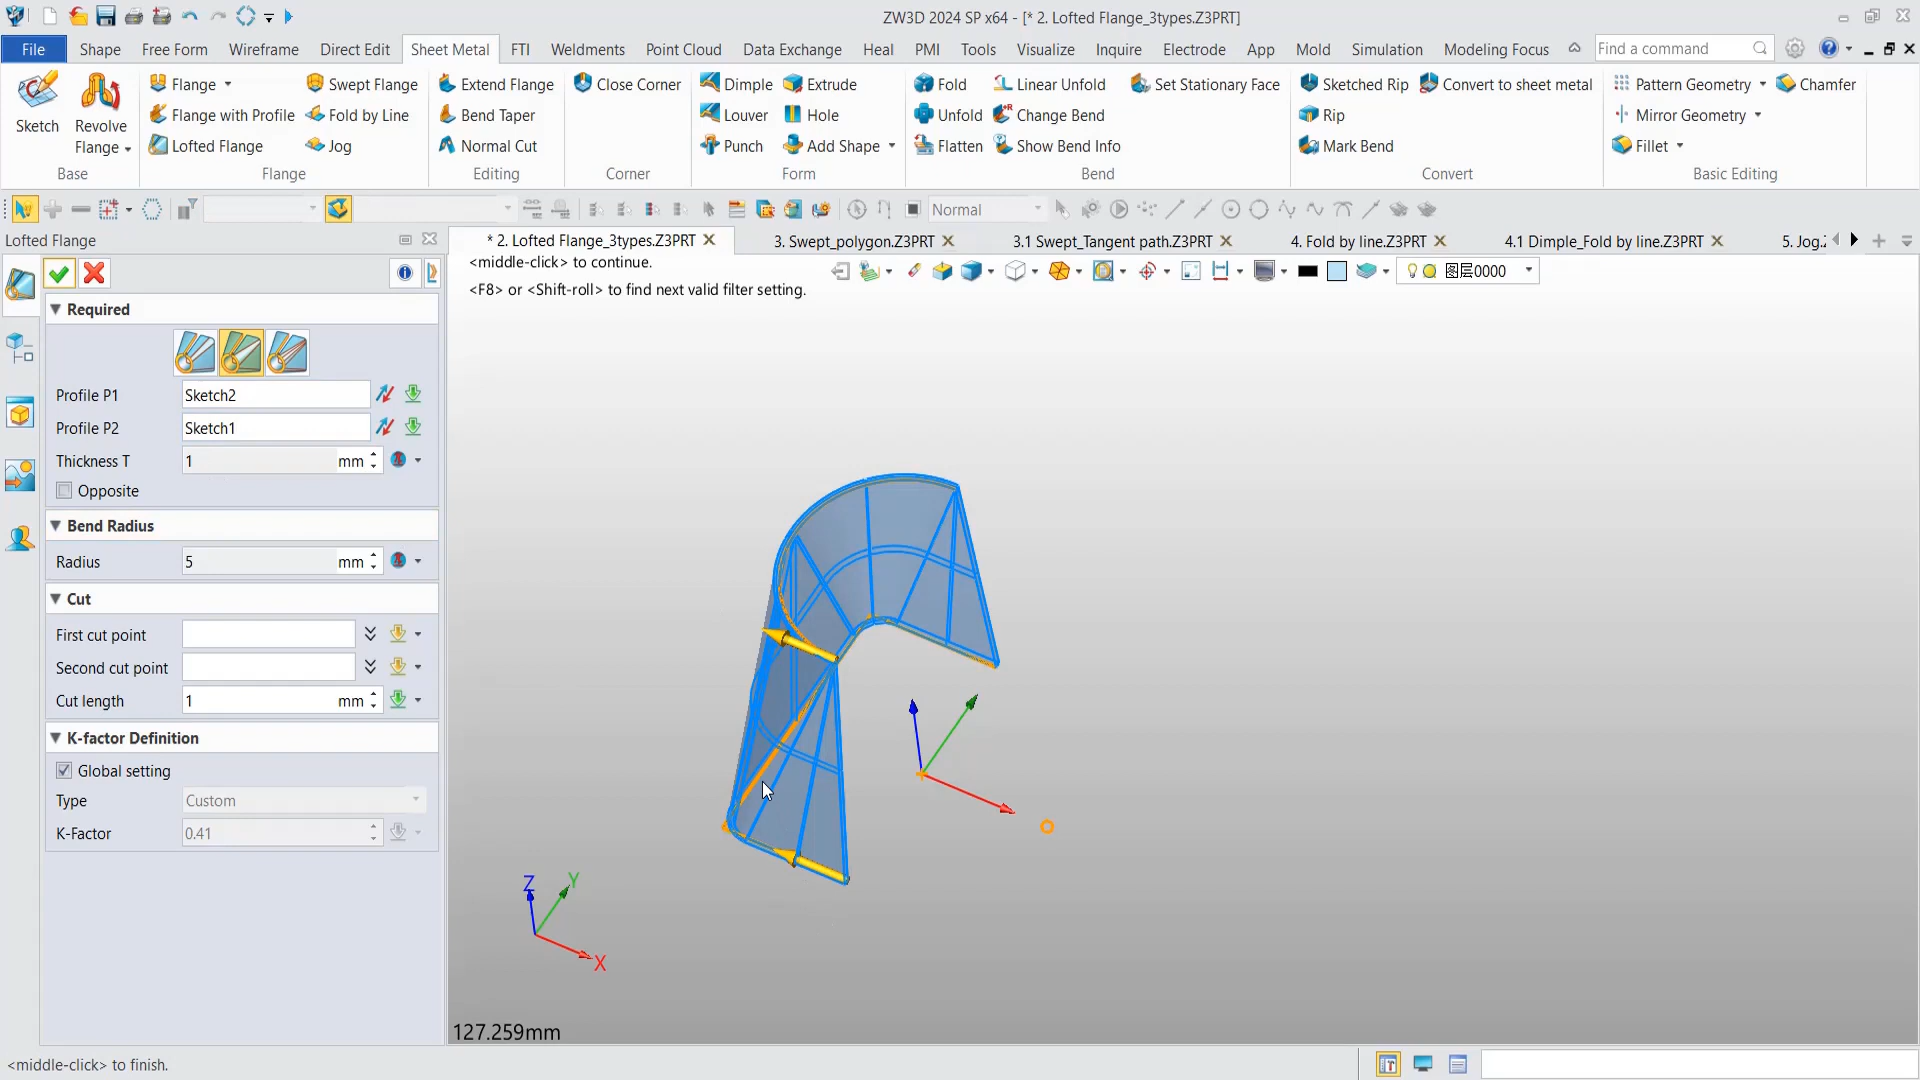 ZW3D 2024 SP x64 - [* 2. Lofted Flange_3types.Z3PRT]
File Shape Free Form Wireframe Direct Edit Sheet Metal FTI Weldments Point Cloud Data Exchange Heal PMI Tools Visualize Inquire Electrode App Mold Simulation Modeling Focus Find a command
Flange Swept Flange Extend Flange Close Corner Dimple Extrude Fold Linear Unfold Set Stationary Face Sketched Rip Convert to sheet metal Pattern Geometry Chamfer
Sketch Revolve Flange Flange with Profile Fold by Line Bend Taper Louver Hole Unfold Change Bend Rip Mirror Geometry
Lofted Flange Jog Normal Cut Punch Add Shape Flatten Show Bend Info Mark Bend Fillet
Base Flange Editing Corner Form Bend Convert Basic Editing
Normal
Lofted Flange
* 2. Lofted Flange_3types.Z3PRT 3. Swept_polygon.Z3PRT 3.1 Swept_Tangent path.Z3PRT 4. Fold by line.Z3PRT 4.1 Dimple_Fold by line.Z3PRT 5. Jog.
<middle-click> to continue.
<F8> or <Shift-roll> to find next valid filter setting.
图层0000
Required
Profile P1 Sketch2
Profile P2 Sketch1
Thickness T 1 mm
Opposite
Bend Radius
Radius 5 mm
Cut
First cut point
Second cut point
Cut length 1 mm
K-factor Definition
Global setting
Type Custom
K-Factor 0.41
Z Y
X
127.259mm
<middle-click> to finish.